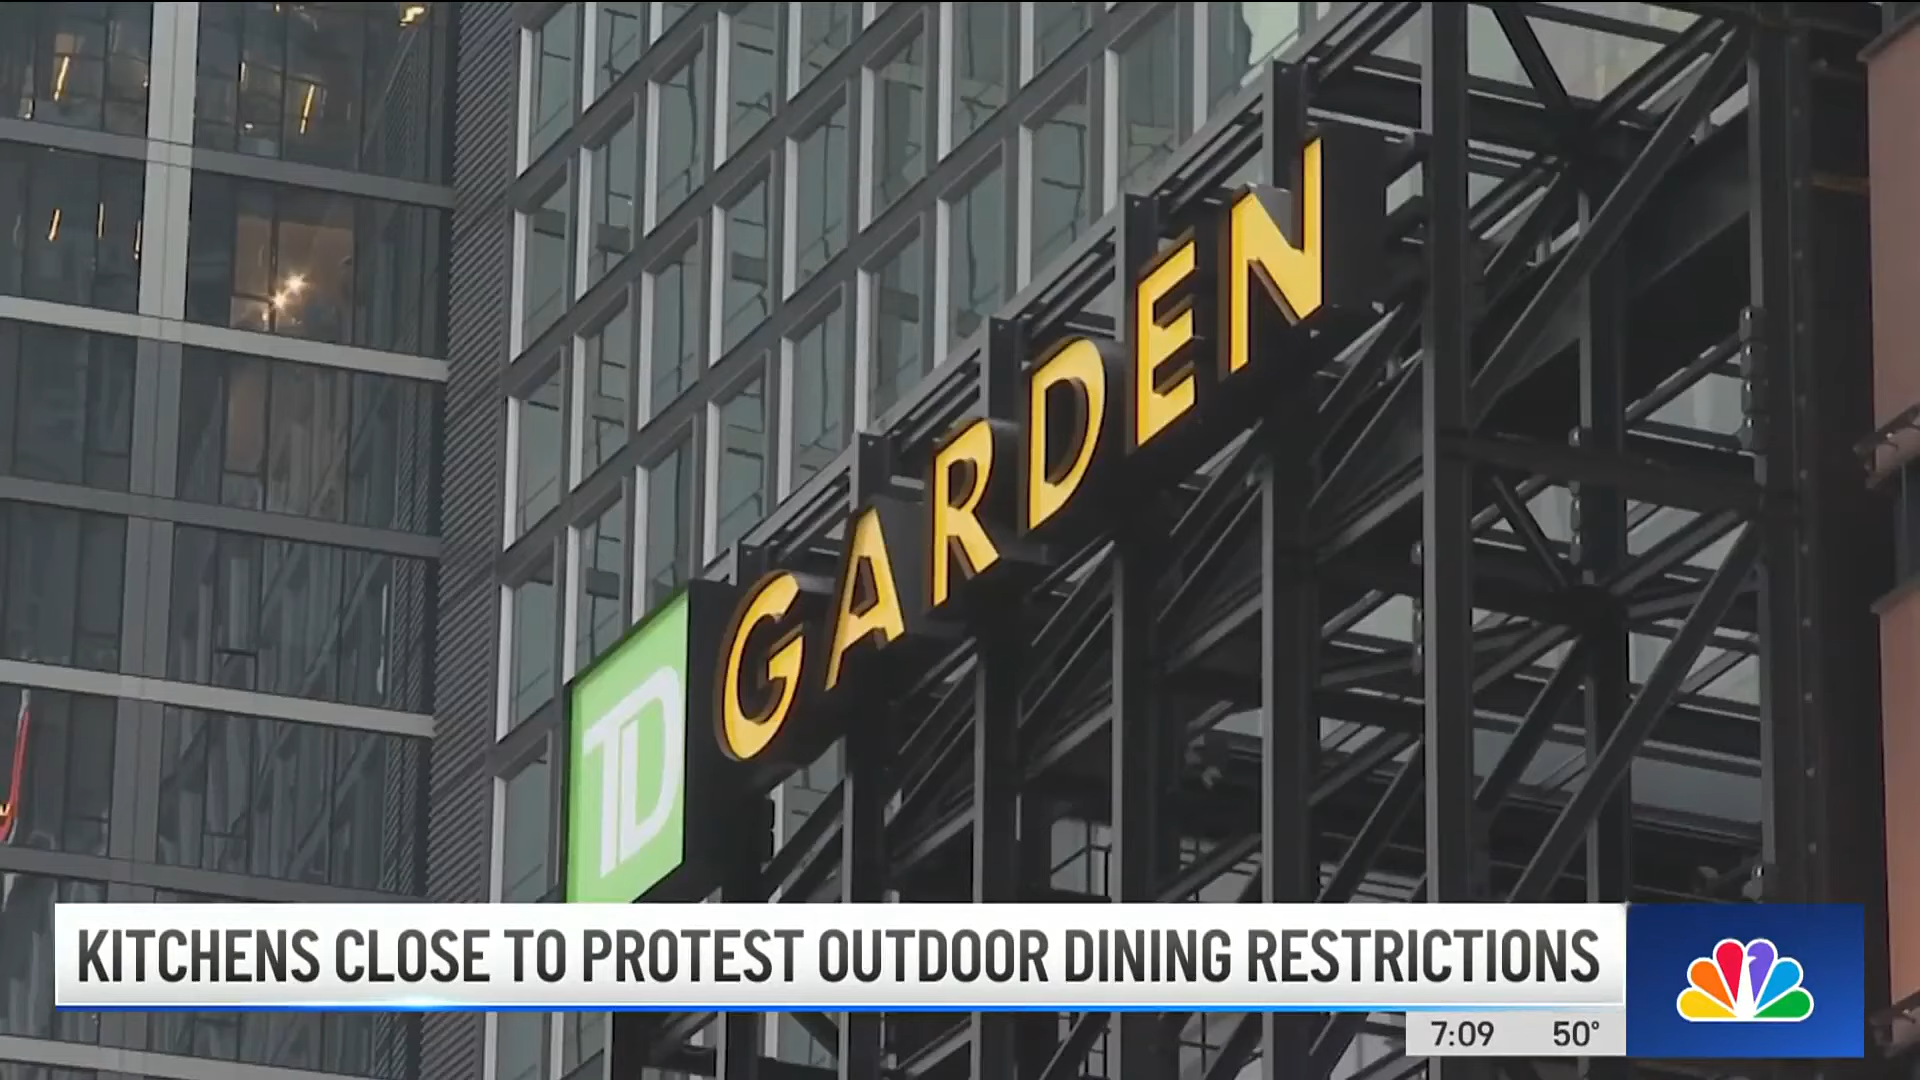 GARDEN
TD
KITCHENS CLOSE TO PROTEST OUTDOOR DINING RESTRICTIONS
7:09 50°